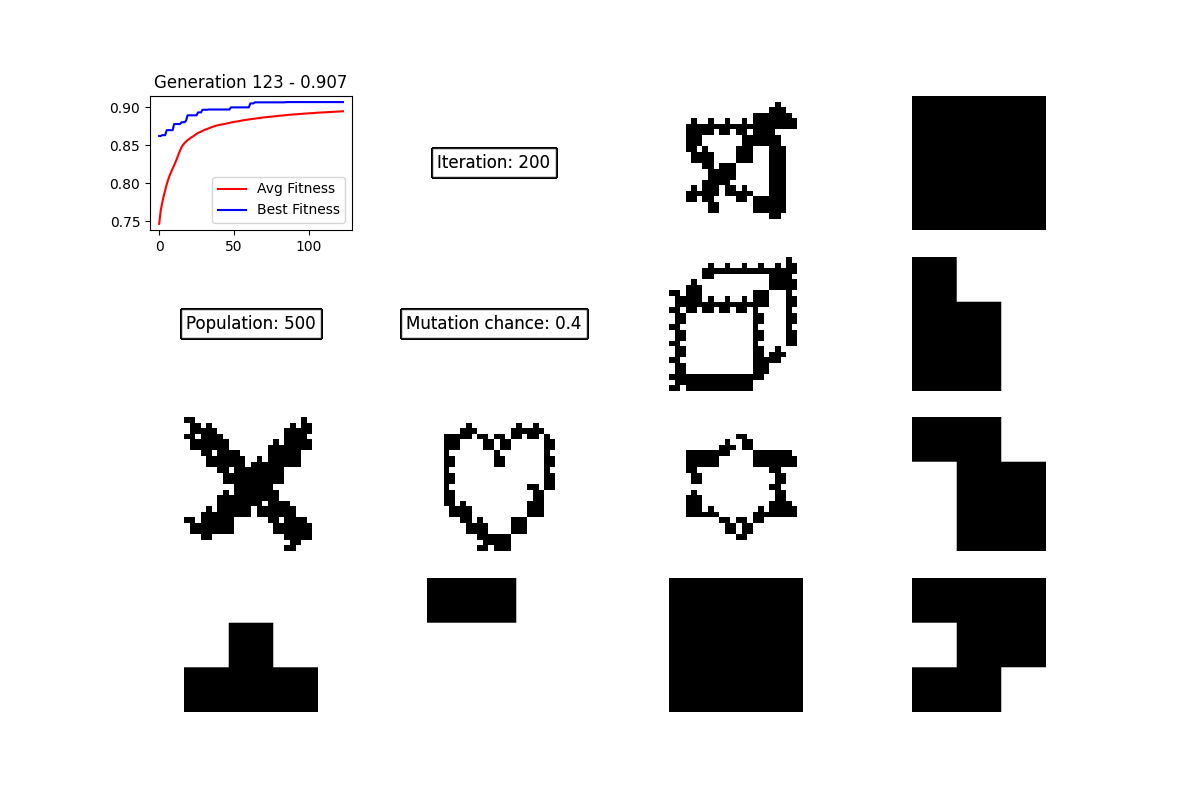 Generation 123 - 0.907
0.90
0.85
0.80
0.75
Avg Fitness
Best Fitness
0 50 100
Iteration: 200
Population: 500
Mutation chance: 0.4